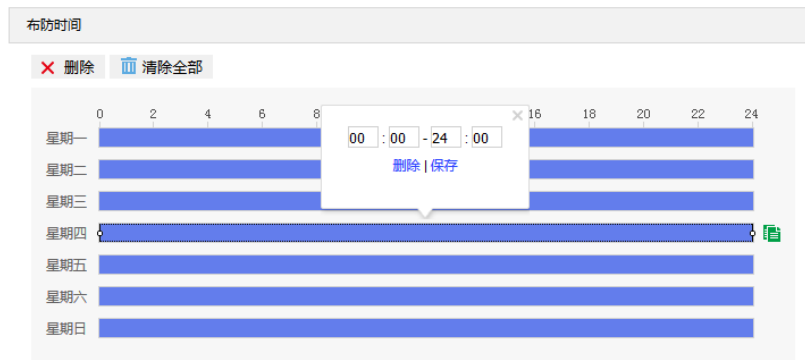 布防时间
删除 清除全部
0 2 4 6 8 16 18 20 22 24
00 : 00 - 24 : 00
删除 | 保存
星期一
星期二
星期三
星期四
星期五
星期六
星期日